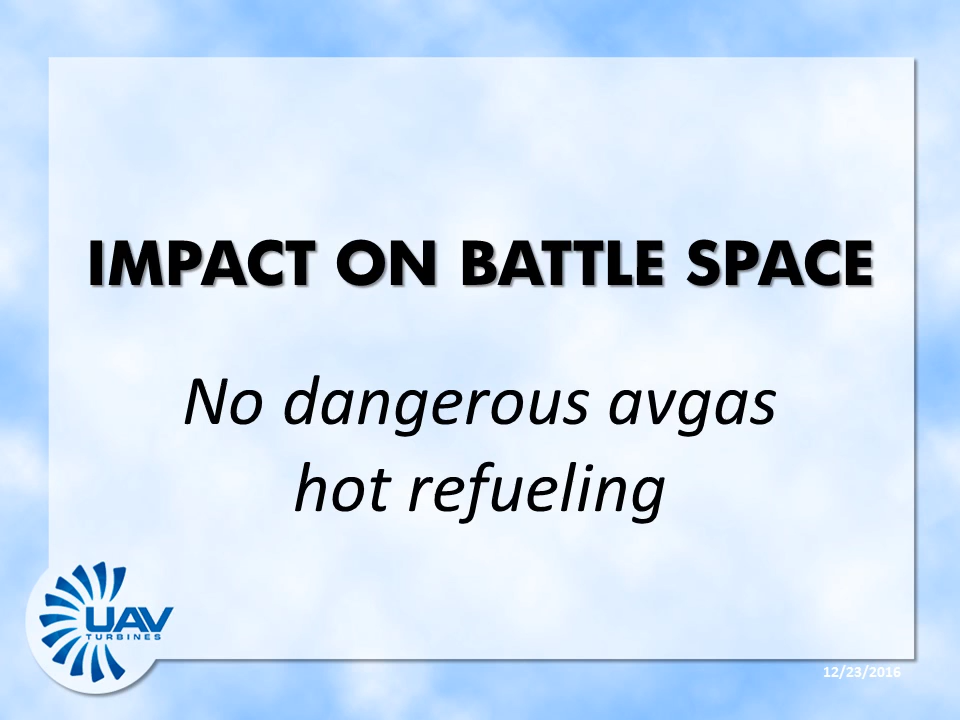 IMPACT ON BATTLE SPACE
No dangerous avgas
hot refueling
UAV
TURBINES
12/23/2016